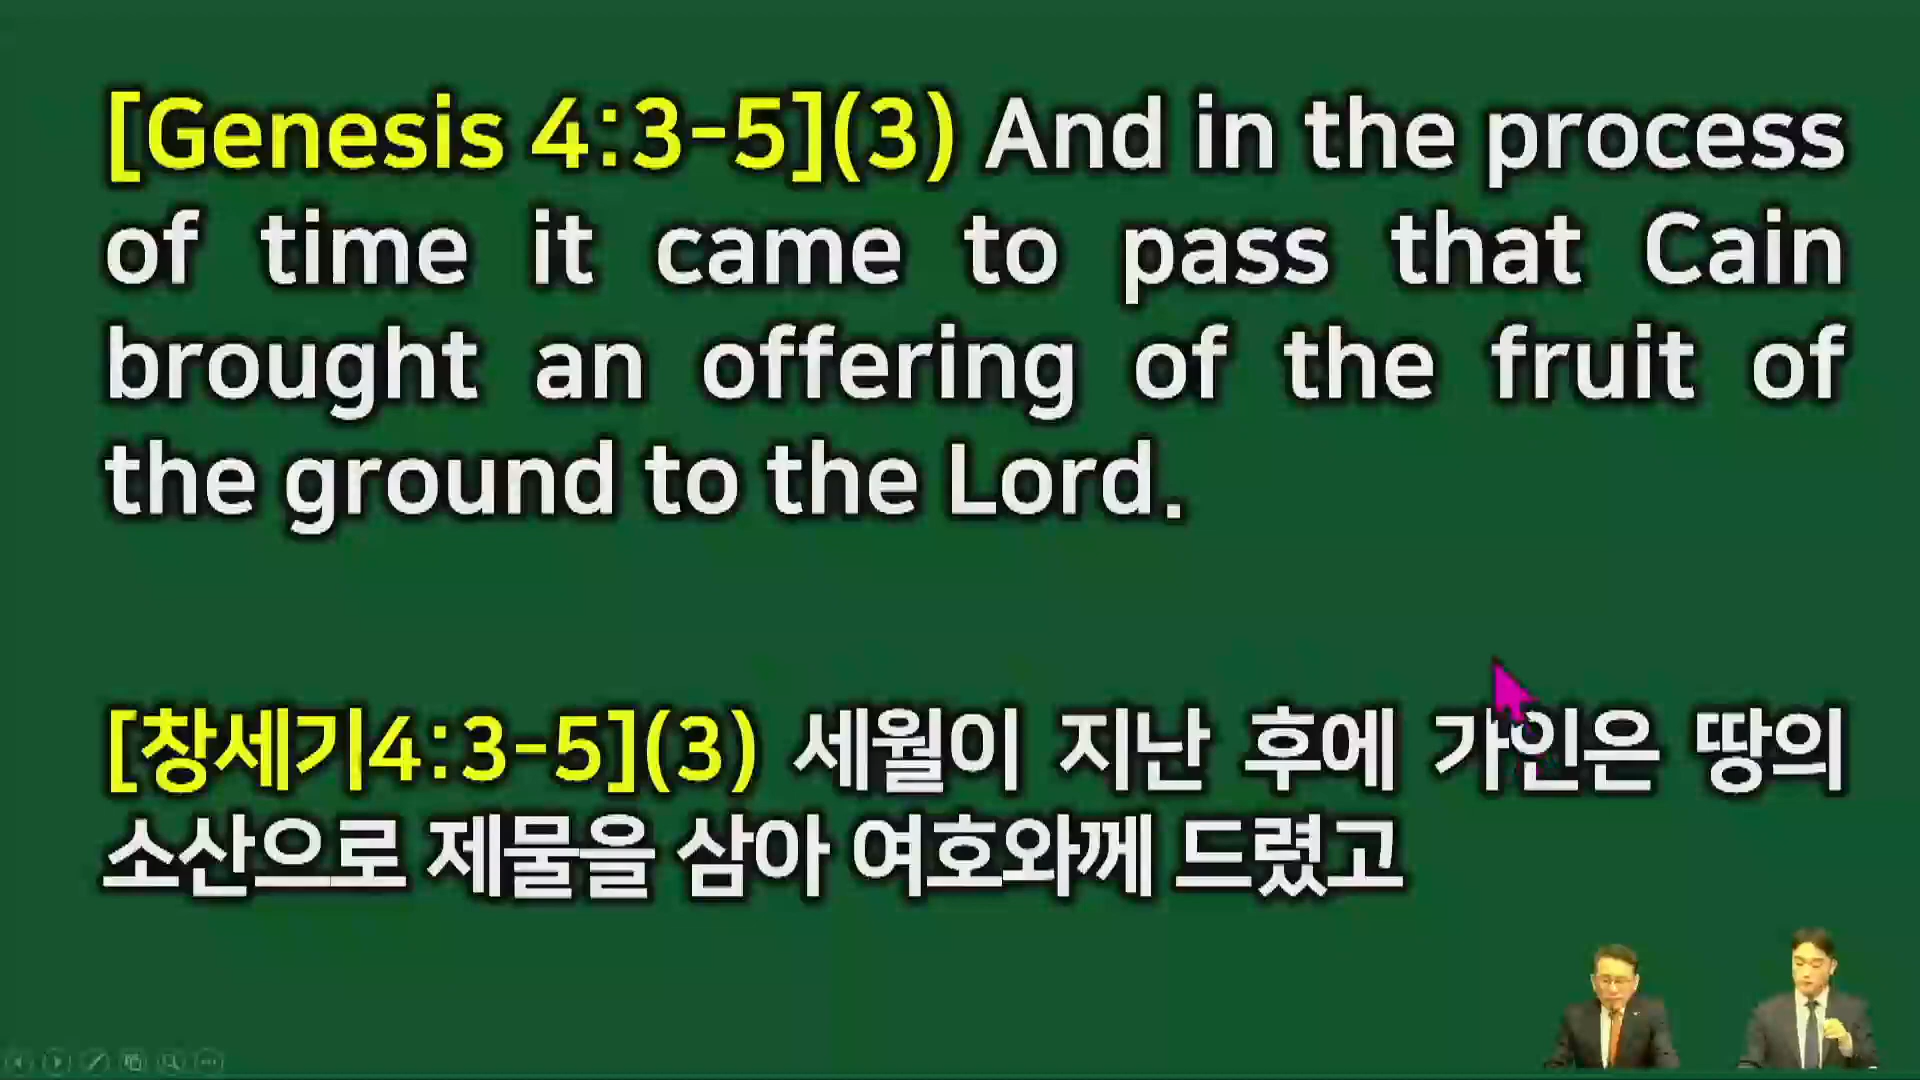 [Genesis 4:3-5](3) And in the process
of time it came to pass that Cain
brought an offering of the fruit of
the ground to the Lord.
[창세기4:3-5](3) 세월이 지난 후에 가인은 땅의
소산으로 제물을 삼아 여호와께 드렸고